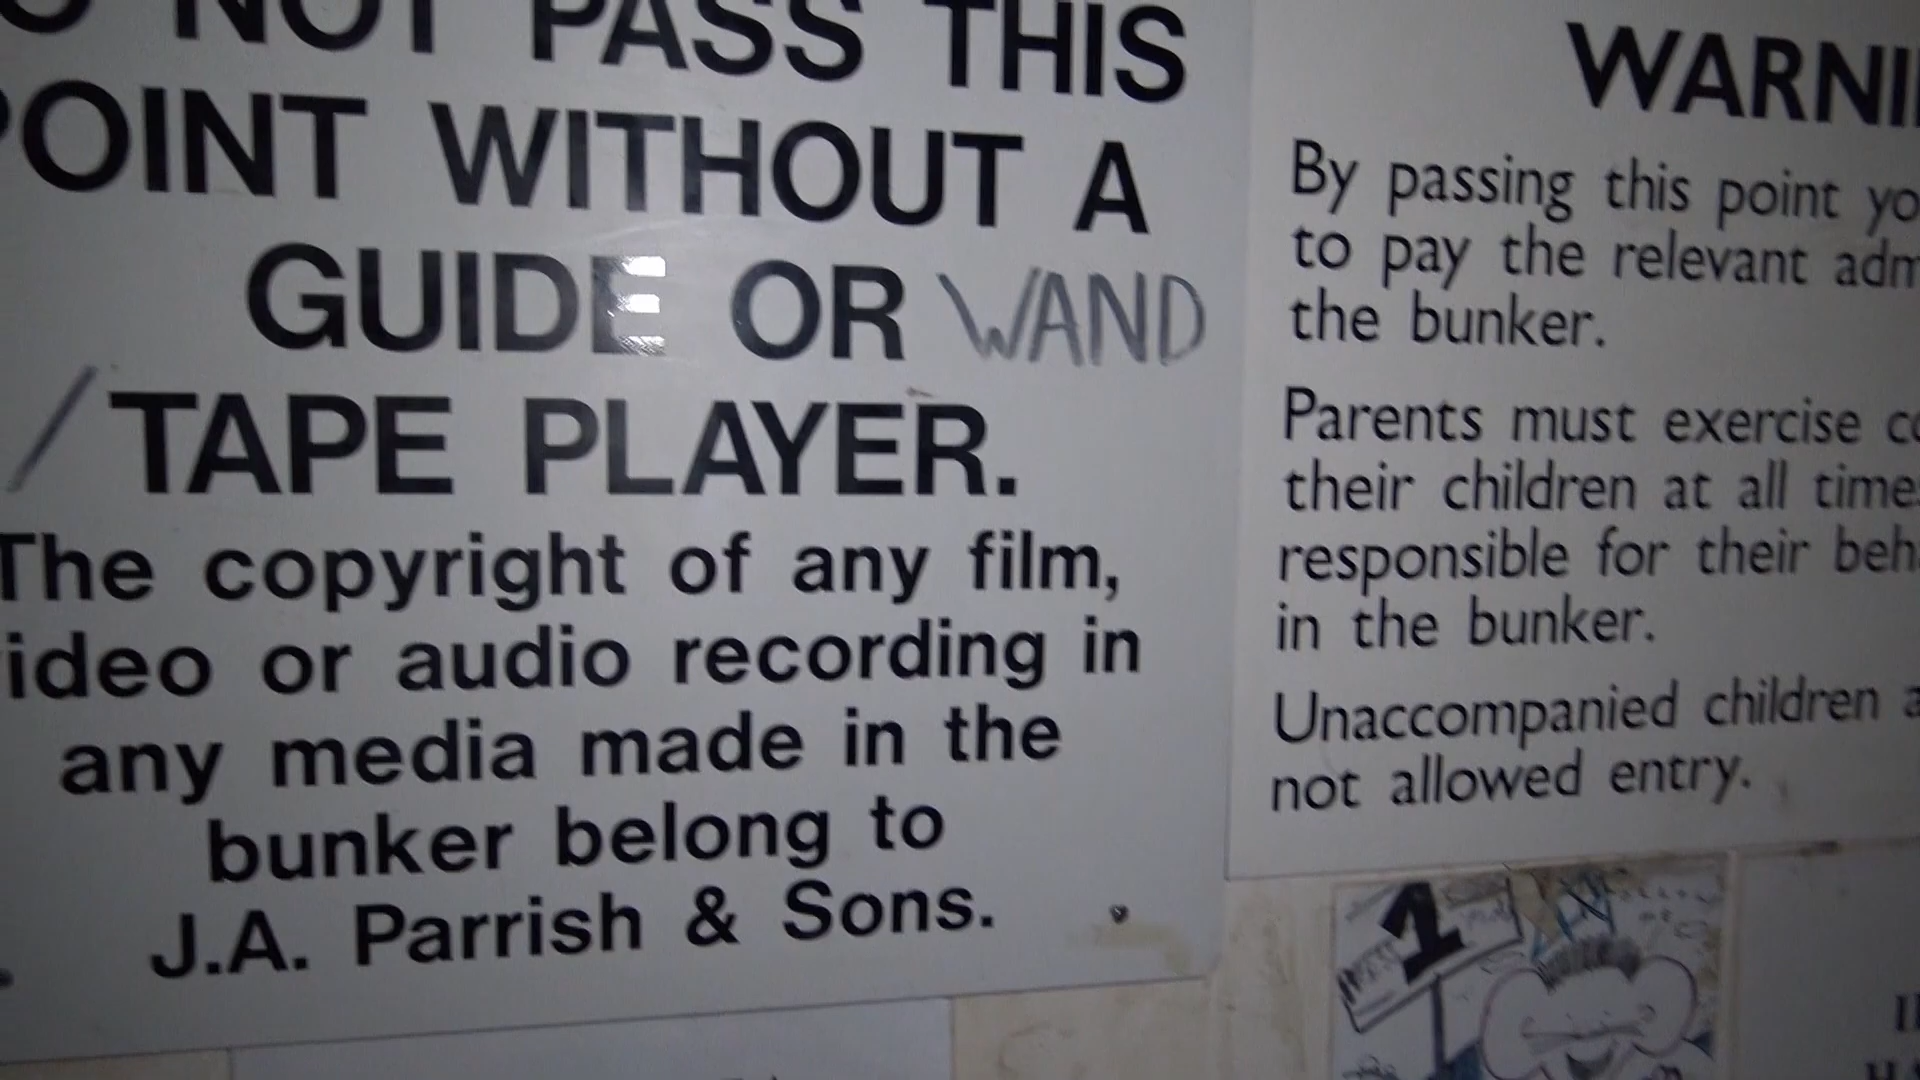 NOT PASS THIS
POINT WITHOUT A
GUIDE OR WAND
/TAPE PLAYER.
The copyright of any film,
ideo or audio recording in
any media made in the
bunker belong to
J.A. Parrish & Sons.
WARNI
By passing this point yo
to pay the relevant adm
the bunker.
Parents must exercise co
their children at all time
responsible for their beh
in the bunker.
Unaccompanied children a
not allowed entry.
1